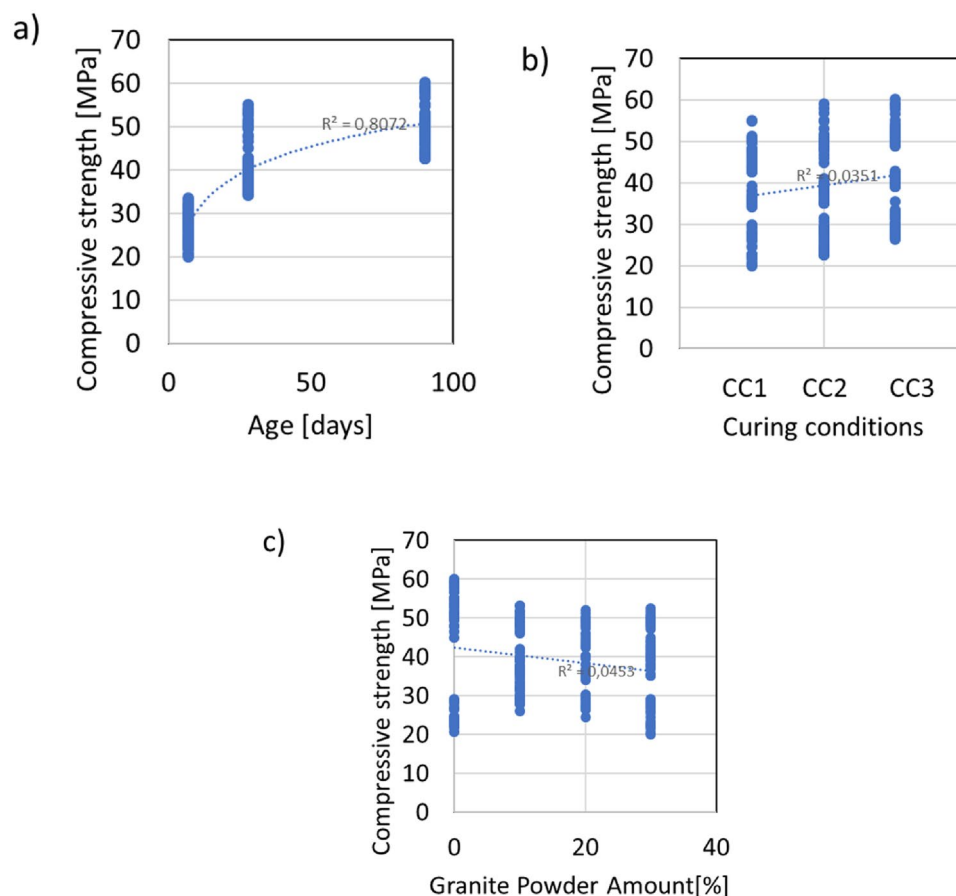 a)
Compressive strength [MPa]
70
60
50
40
30
20
10
0
R² = 0,8072
0 50 100
Age [days]
b)
Compressive strength [MPa]
70
60
50
40
30
20
10
0
R² = 0,0351
CC1 CC2 CC3
Curing conditions
c)
Compressive strength [MPa]
70
60
50
40
30
20
10
0
R² = 0,0453
0 20 40
Granite Powder Amount[%]